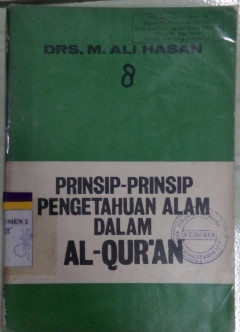 DRS. M. ALI HASAN
8
PRINSIP-PRINSIP
PENGETAHUAN ALAM
DALAM
AL-QUR'AN